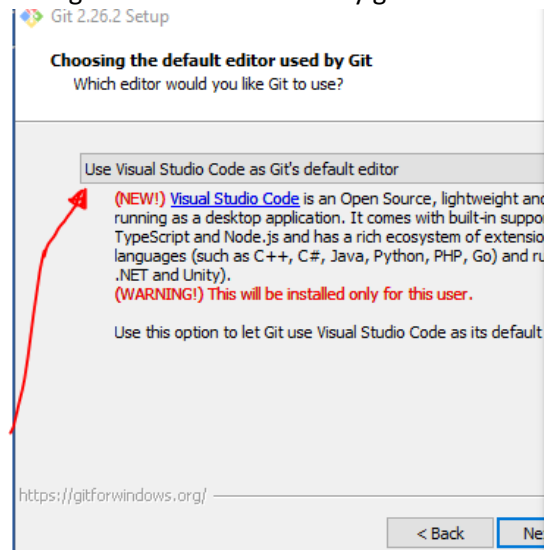 Git 2.26.2 Setup
Choosing the default editor used by Git
Which editor would you like Git to use?
Use Visual Studio Code as Git's default editor
(NEW!) Visual Studio Code is an Open Source, lightweight and
running as a desktop application. It comes with built-in
TypeScript and Node.js and has a rich ecosystem of
languages (such as C++, C#, Java, Python, PHP, Go) and
.NET and Unity).
(WARNING!) This will be installed only for this user.
Use this option to let Git use Visual Studio Code as its default
https://gitforwindows.org/
< Back